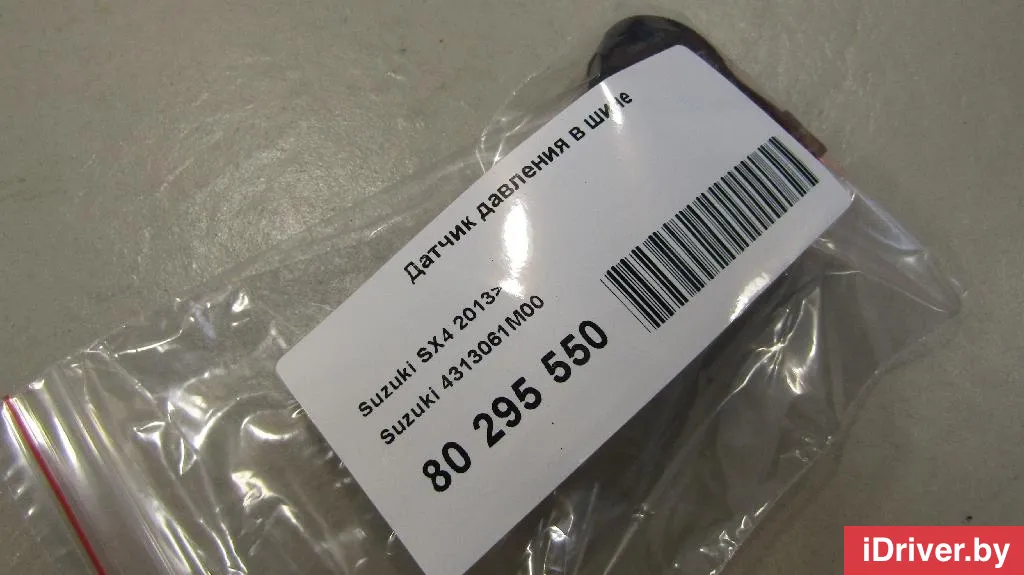 Датчик давления в шине
Suzuki SX4 2013>
Suzuki 4313061M00
80 295 550
iDriver.by